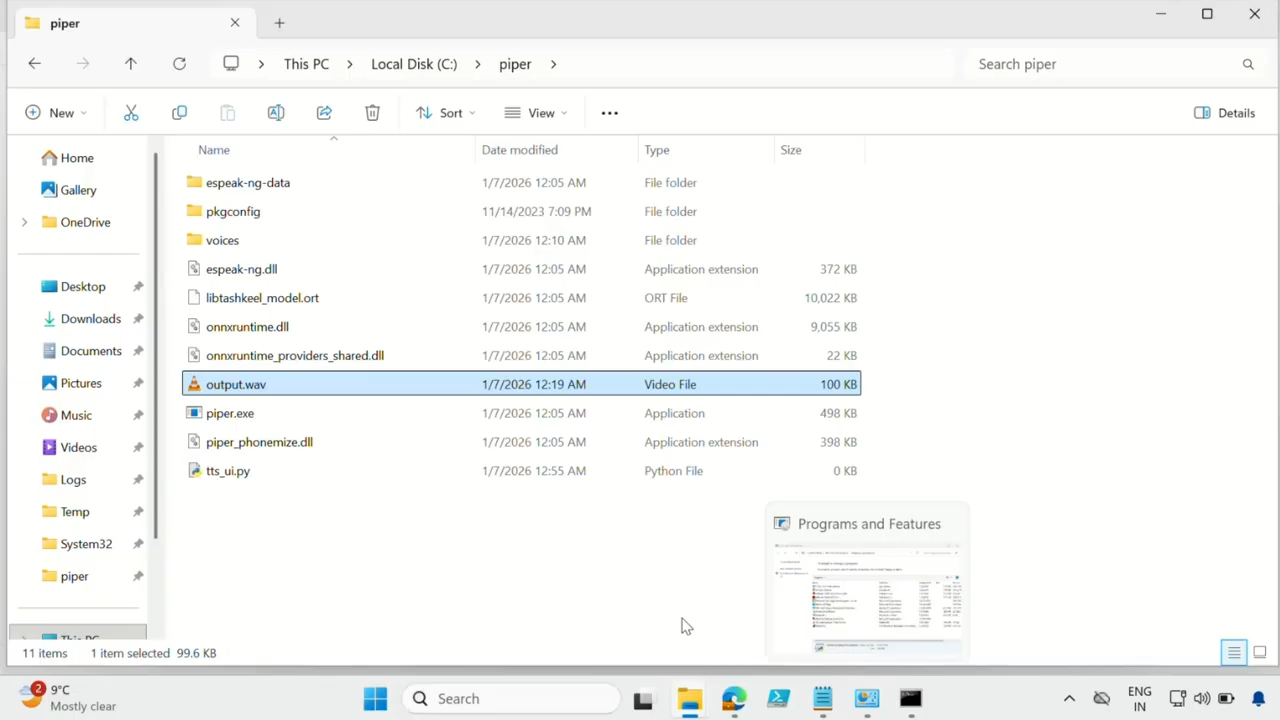 piper
This PC
Local Disk (C:)
piper
Search piper
New
Sort
View
Details
Name Date modified Type Size
Home
Gallery
OneDrive
Desktop
Downloads
Documents
Pictures
Music
Videos
Logs
Temp
System32
piper
This PC
espeak-ng-data 1/7/2026 12:05 AM File folder
pkgconfig 11/14/2023 7:09 PM File folder
voices 1/7/2026 12:10 AM File folder
espeak-ng.dll 1/7/2026 12:05 AM Application extension 372 KB
libtashkeel_model.ort 1/7/2026 12:05 AM ORT File 10,022 KB
onnxruntime.dll 1/7/2026 12:05 AM Application extension 9,055 KB
onnxruntime_providers_shared.dll 1/7/2026 12:05 AM Application extension 22 KB
output.wav 1/7/2026 12:19 AM Video File 100 KB
piper.exe 1/7/2026 12:05 AM Application 498 KB
piper_phonemize.dll 1/7/2026 12:05 AM Application extension 398 KB
tts_ui.py 1/7/2026 12:55 AM Python File 0 KB
Programs and Features
11 items 1 item selected 99.6 KB
2
9°C
Mostly clear
Search
ENG
IN